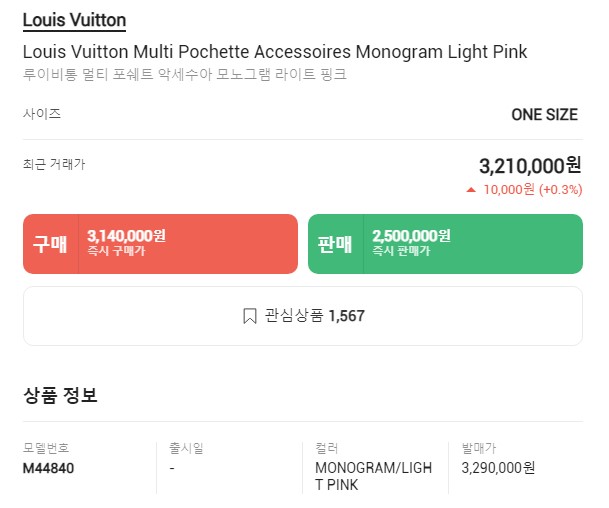 Louis Vuitton
Louis Vuitton Multi Pochette Accessoires Monogram Light Pink
루이비통 멀티 포쉐트 악세수아 모노그램 라이트 핑크
사이즈 ONE SIZE
최근 거래가 3,210,000원
▲ 10,000원 (+0.3%)
구매 3,140,000원 즉시 구매가
판매 2,500,000원 즉시 판매가
관심상품 1,567
상품 정보
모델번호 출시일 컬러 발매가
M44840 - MONOGRAM/LIGH 3,290,000원
T PINK